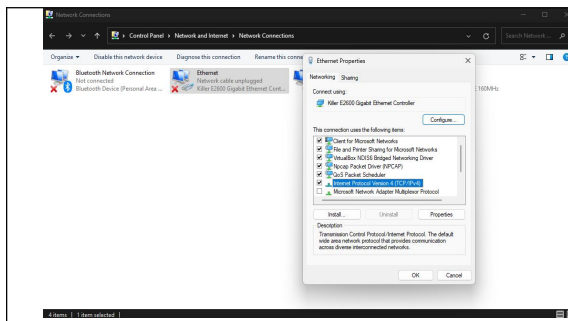 Network Connections
Control Panel › Network and Internet › Network Connections
Search Network ...
Organize
Disable this network device
Diagnose this connection
Rename this conne
Bluetooth Network Connection
Not connected
Bluetooth Device (Personal Area ...
Ethernet
Network cable unplugged
Killer E2600 Gigabit Ethernet Cont...
160MHz
Ethernet Properties
Networking
Sharing
Connect using:
Killer E2600 Gigabit Ethernet Controller
Configure...
This connection uses the following items:
Client for Microsoft Networks
File and Printer Sharing for Microsoft Networks
VirtualBox NDIS6 Bridged Networking Driver
Npcap Packet Driver (NPCAP)
QoS Packet Scheduler
Internet Protocol Version 4 (TCP/IPv4)
Microsoft Network Adapter Multiplexor Protocol
Install...
Uninstall
Properties
Description
Transmission Control Protocol/Internet Protocol. The default
wide area network protocol that provides communication
across diverse interconnected networks.
OK
Cancel
4 items
1 item selected